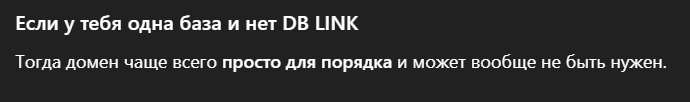 Если у тебя одна база и нет DB LINK
Тогда домен чаще всего просто для порядка и может вообще не быть нужен.